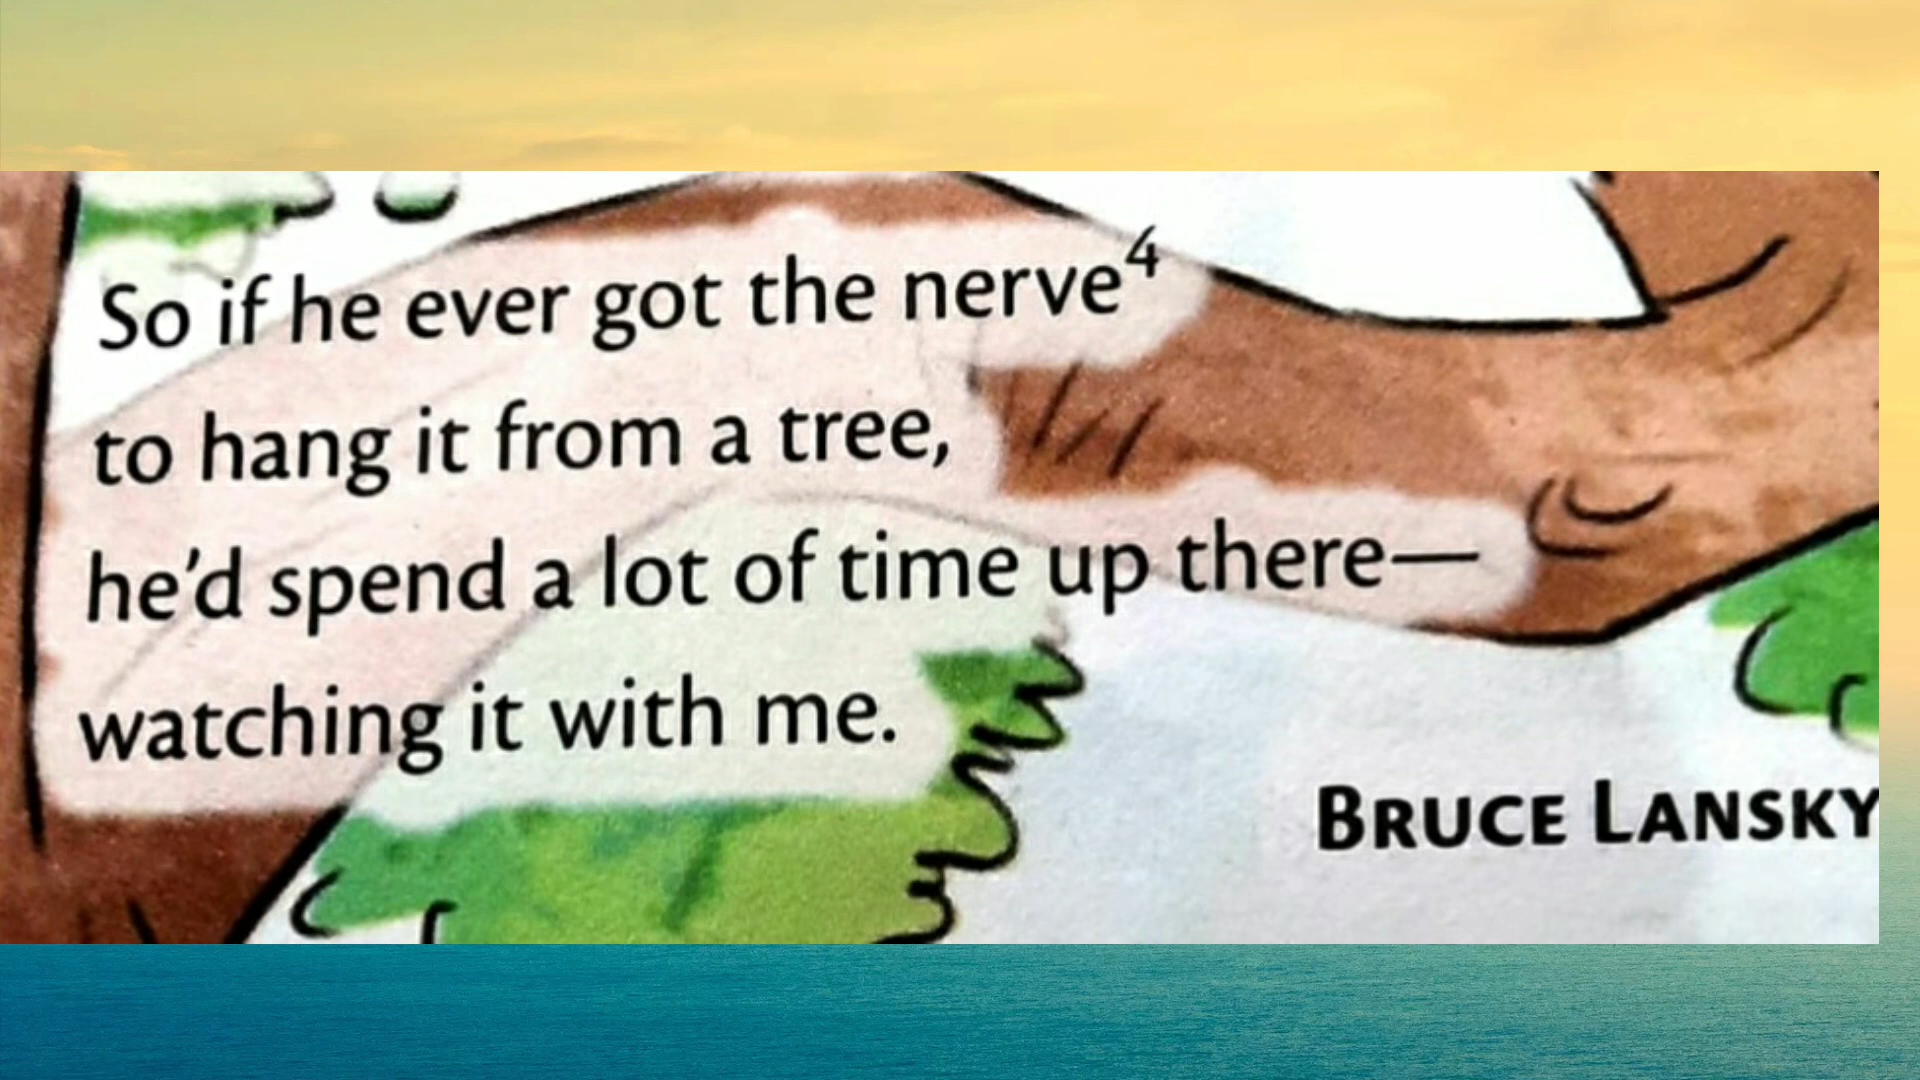 So if he ever got the nerve⁴
to hang it from a tree,
he’d spend a lot of time up there—
watching it with me.
BRUCE LANSKY